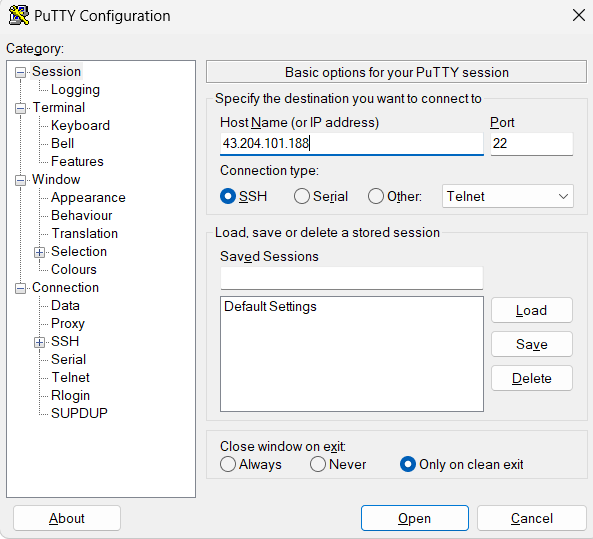 PuTTY Configuration
Category:
Session
Logging
Terminal
Keyboard
Bell
Features
Window
Appearance
Behaviour
Translation
Selection
Colours
Connection
Data
Proxy
SSH
Serial
Telnet
Rlogin
SUPDUP
Basic options for your PuTTY session
Specify the destination you want to connect to
Host Name (or IP address) Port
43.204.101.188 22
Connection type:
SSH Serial Other: Telnet
Load, save or delete a stored session
Saved Sessions
Default Settings
Load
Save
Delete
Close window on exit:
Always Never Only on clean exit
About Open Cancel